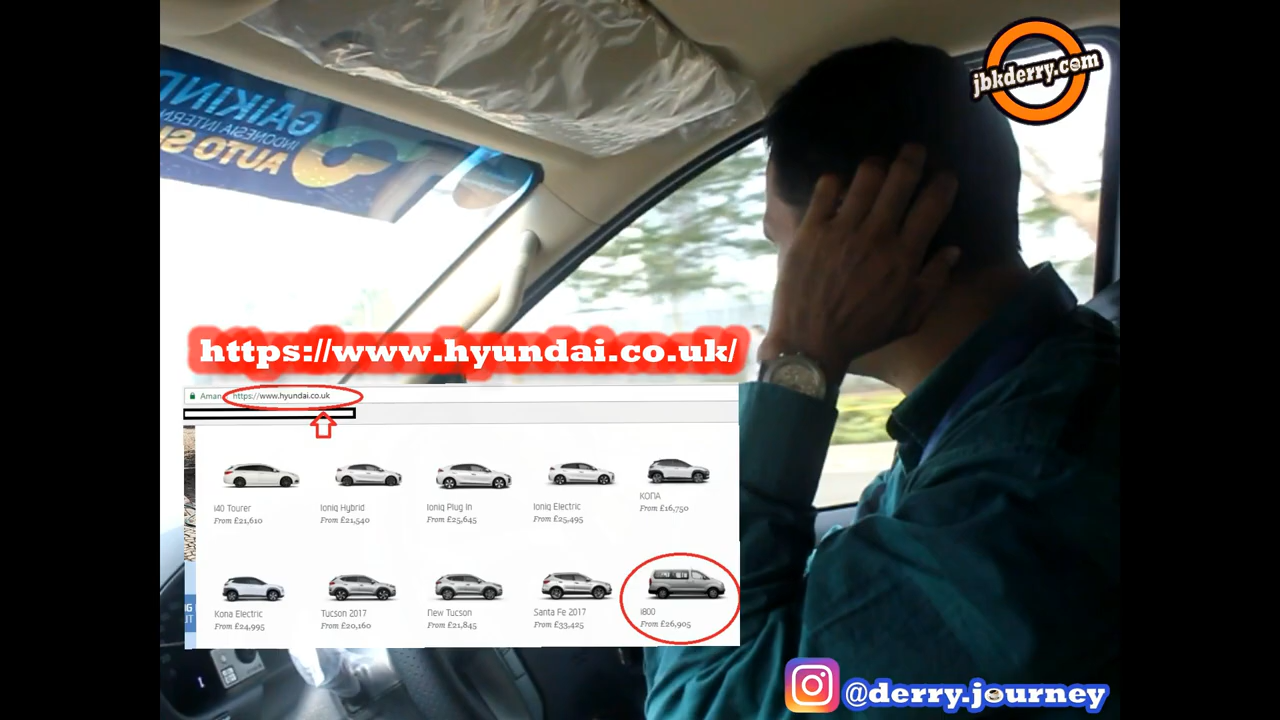 jbkderry.com
GAIKIND
INDONESIA INTERN
AUTO S
https://www.hyundai.co.uk/
Aman https://www.hyundai.co.uk
i40 Tourer
From £21,610
Ioniq Hybrid
From £21,540
Ioniq Plug In
From £25,645
Ioniq Electric
From £25,495
KONA
From £16,750
Kona Electric
From £24,995
Tucson 2017
From £20,160
New Tucson
From £21,845
Santa Fe 2017
From £33,425
i800
From £26,905
@derry.journey